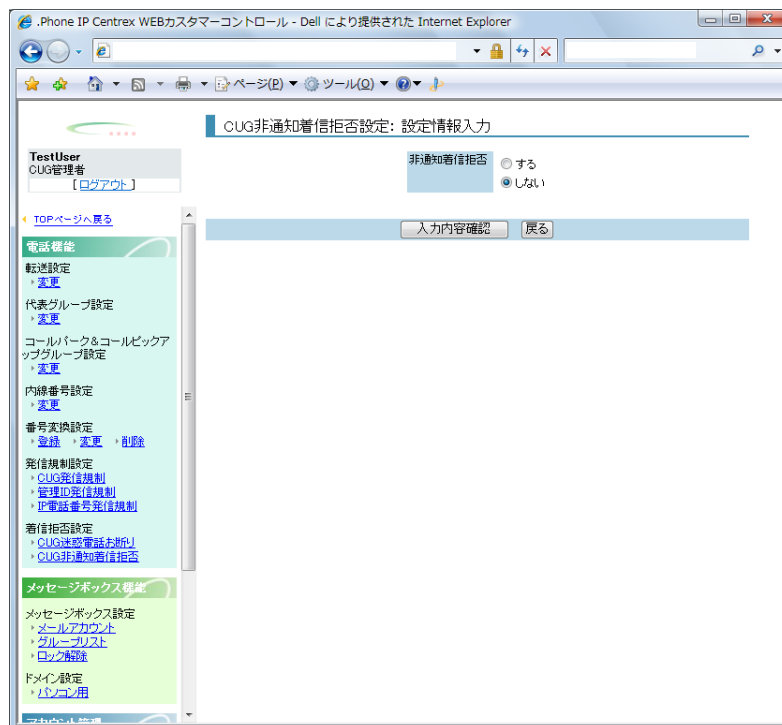 .Phone IP Centrex WEBカスタマーコントロール - Dell により提供された Internet Explorer
ページ(P) ツール(O)
TestUser
CUG管理者
[ログアウト]
TOPページへ戻る
電話機能
転送設定
変更
代表グループ設定
変更
コールパーク&コールピックア
ップグループ設定
変更
内線番号設定
変更
番号変換設定
登録 変更 削除
発信規制設定
CUG発信規制
管理ID発信規制
IP電話番号発信規制
着信拒否設定
CUG迷惑電話お断り
CUG非通知着信拒否
メッセージボックス機能
メッセージボックス設定
メールアカウント
グループリスト
ロック解除
ドメイン設定
パソコン用
アカウント管理
CUG非通知着信拒否設定: 設定情報入力
非通知着信拒否
する
しない
入力内容確認 戻る